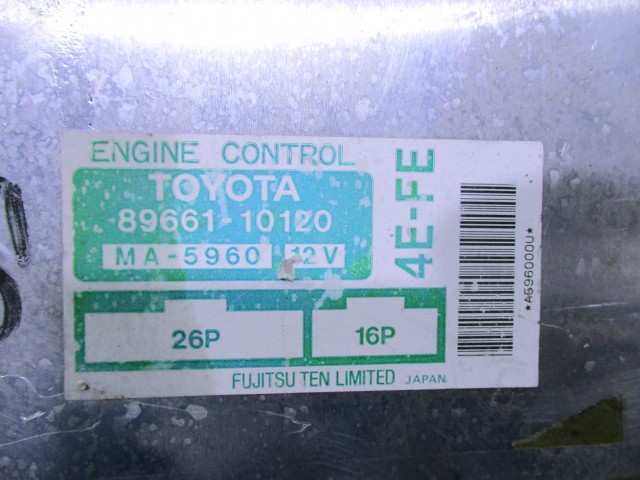 ENGINE CONTROL
TOYOTA
89661-10120
MA-5960 12V
4E-FE
26P
16P
FUJITSU TEN LIMITED JAPAN
*A596000U*